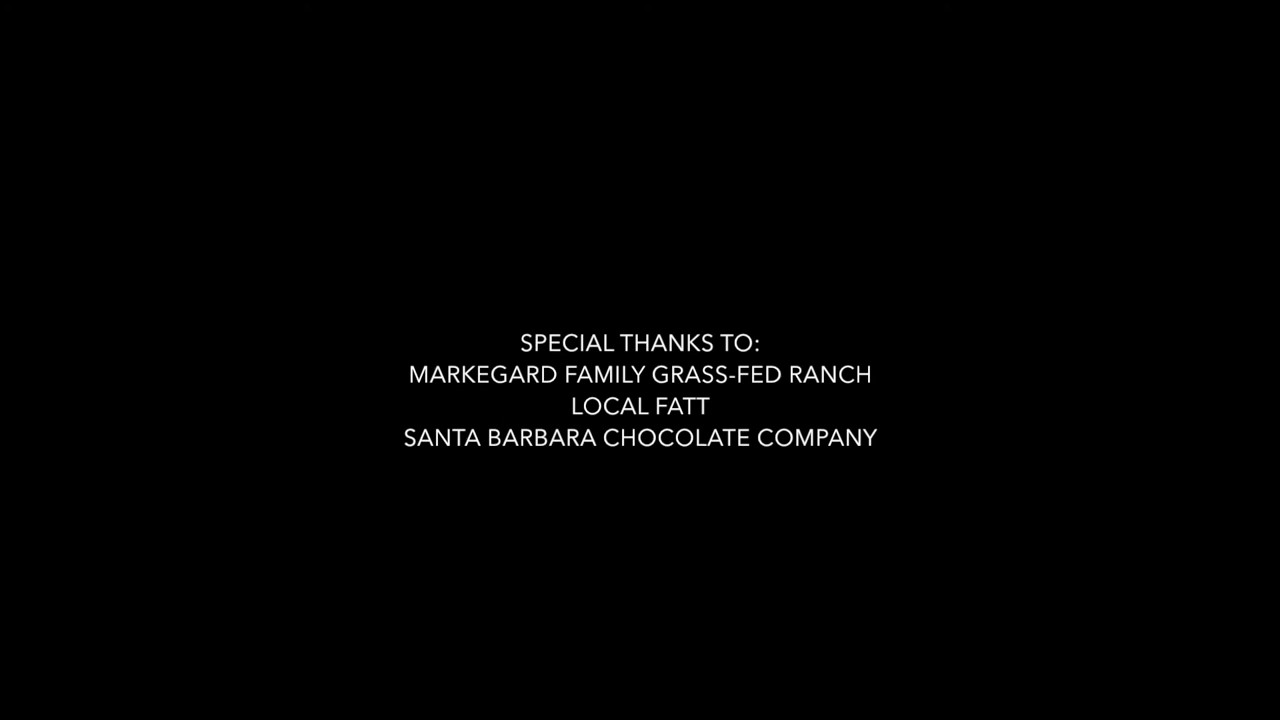 SPECIAL THANKS TO:
MARKEGARD FAMILY GRASS-FED RANCH
LOCAL FATT
SANTA BARBARA CHOCOLATE COMPANY